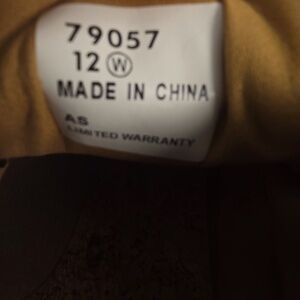 79057
12 Ⓦ
MADE IN CHINA
AS
LIMITED WARRANTY